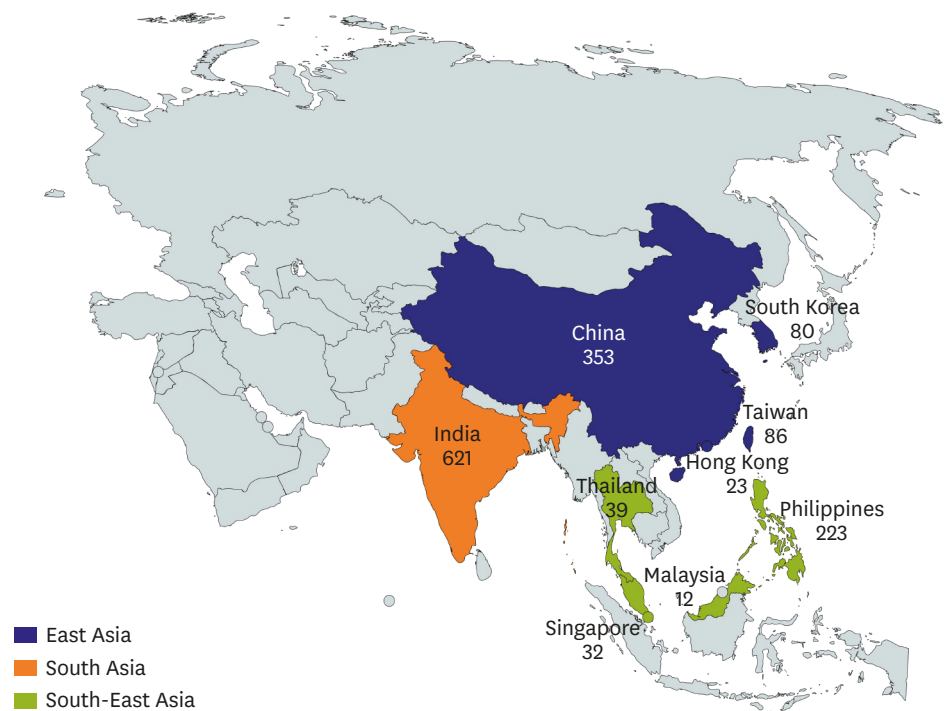 South Korea
80
China
353
Taiwan
86
India
621
Hong Kong
23
Thailand
39
Philippines
223
Malaysia
12
Singapore
32
East Asia
South Asia
South-East Asia